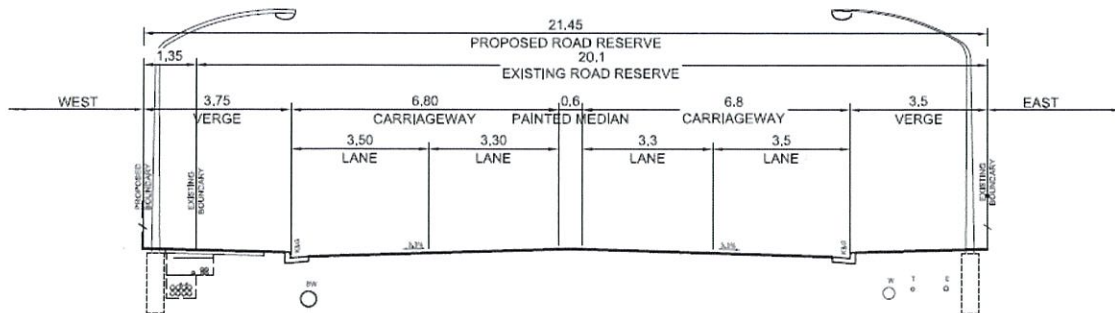 21,45
PROPOSED ROAD RESERVE
1,35
20,1
EXISTING ROAD RESERVE
WEST
3,75
6,80
0,6
6,8
3,5
EAST
VERGE
CARRIAGEWAY
PAINTED MEDIAN
CARRIAGEWAY
VERGE
3,50
3,30
3,3
3,5
LANE
LANE
LANE
LANE
PROPOSED
BOUNDARY
EXISTING
BOUNDARY
EXISTING
BOUNDARY
K&G
K&G
BW
W
T
E